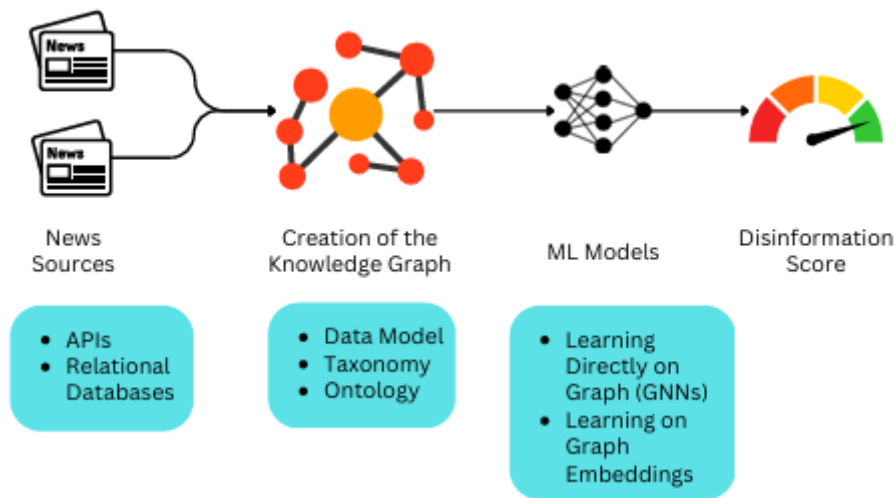 News
News
News
Sources
Creation of the
Knowledge Graph
ML Models
Disinformation
Score
• APIs
• Relational
Databases
• Data Model
• Taxonomy
• Ontology
• Learning
Directly on
Graph (GNNs)
• Learning on
Graph
Embeddings